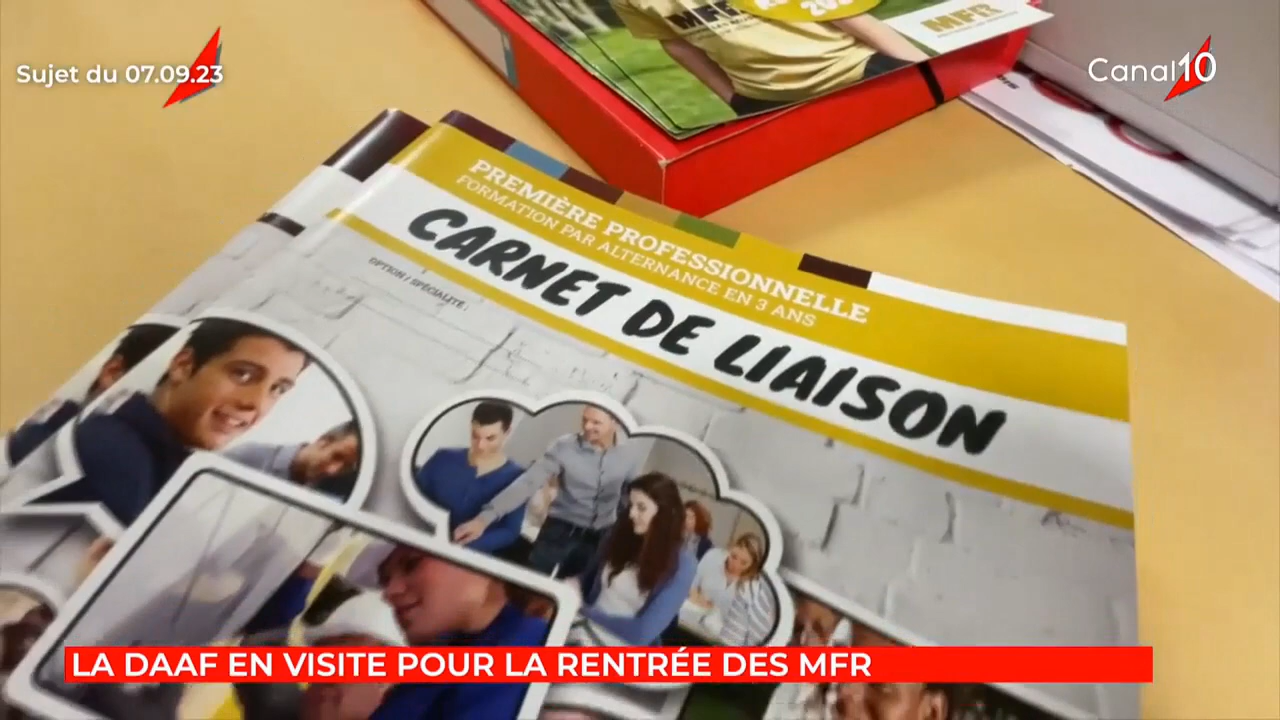 Sujet du 07.09.23
Canal10
MFR
MFR
PREMIÈRE PROFESSIONNELLE
FORMATION PAR ALTERNANCE EN 3 ANS
CARNET DE LIAISON
OPTION / SPÉCIALITÉ :
LA DAAF EN VISITE POUR LA RENTRÉE DES MFR